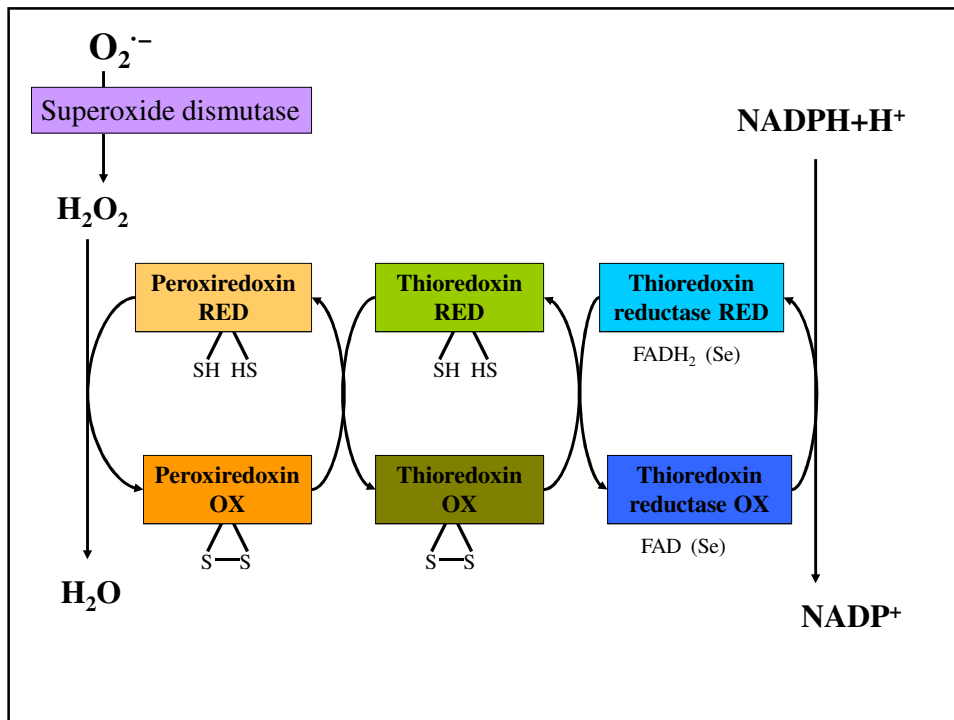 O₂·−
Superoxide dismutase
NADPH+H⁺
H₂O₂
Peroxiredoxin
RED
SH HS
Thioredoxin
RED
SH HS
Thioredoxin
reductase RED
FADH₂ (Se)
Peroxiredoxin
OX
S S
Thioredoxin
OX
S S
Thioredoxin
reductase OX
FAD (Se)
H₂O
NADP⁺